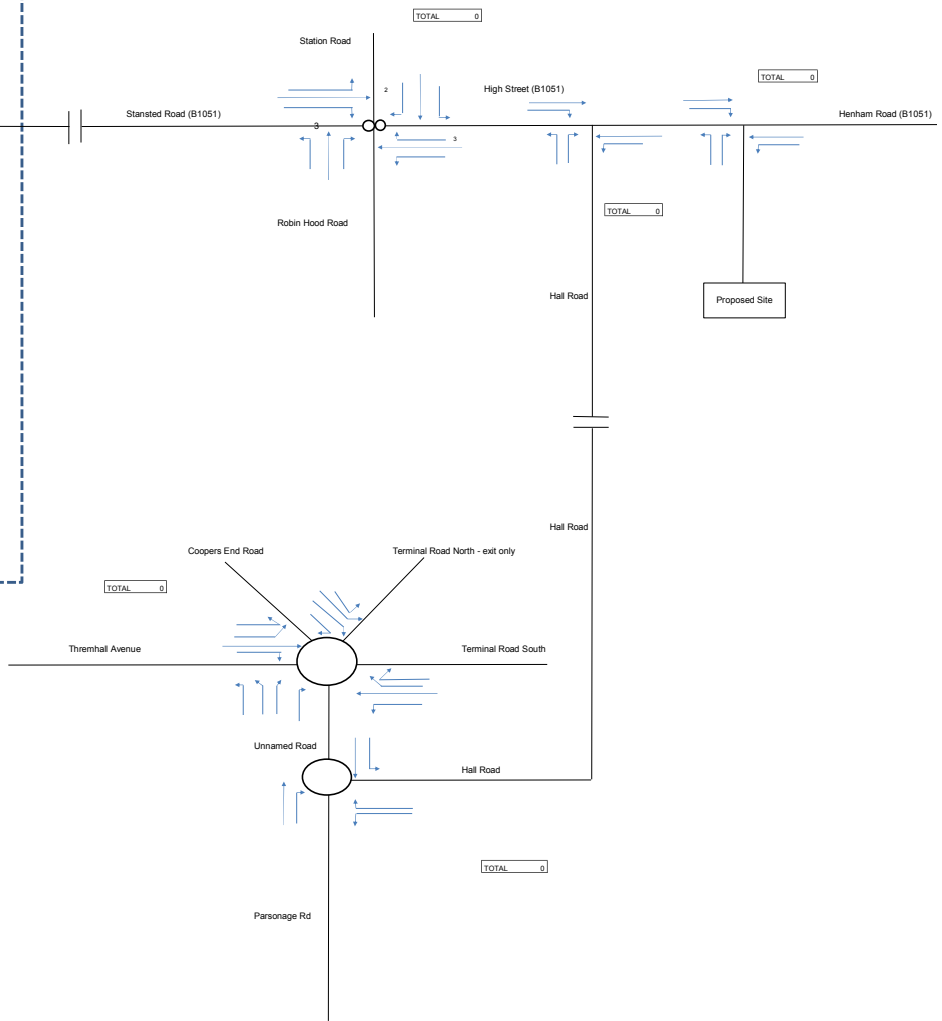 TOTAL 0
Station Road
TOTAL 0
2
High Street (B1051)
Stansted Road (B1051)
Henham Road (B1051)
3
3
TOTAL 0
Robin Hood Road
Hall Road
Proposed Site
Hall Road
Coopers End Road
Terminal Road North - exit only
TOTAL 0
Thremhall Avenue
Terminal Road South
Unnamed Road
Hall Road
TOTAL 0
Parsonage Rd